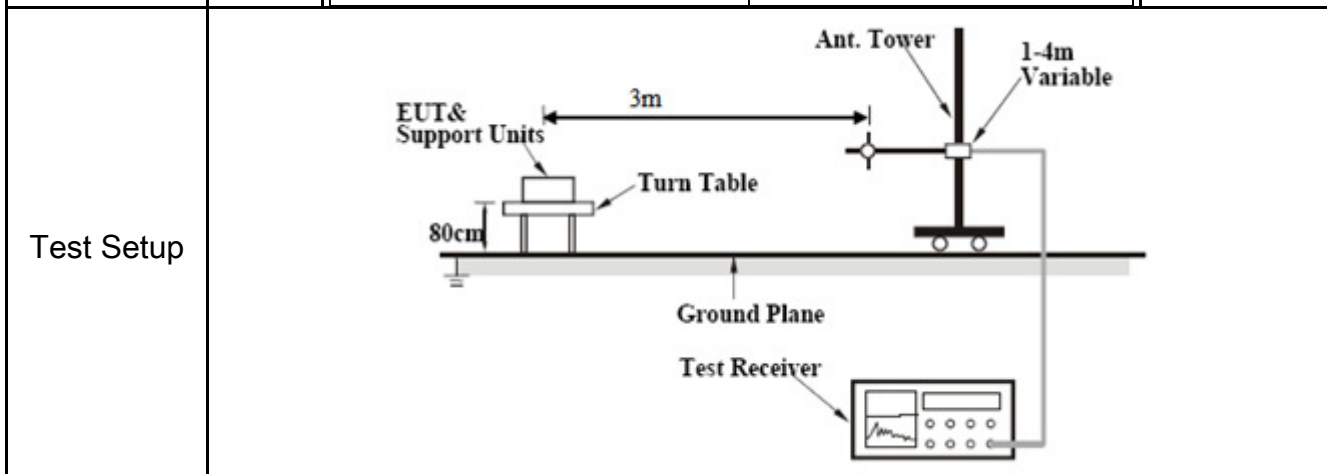 Test Setup
Ant. Tower
1-4m
Variable
3m
EUT&
Support Units
Turn Table
80cm
Ground Plane
Test Receiver